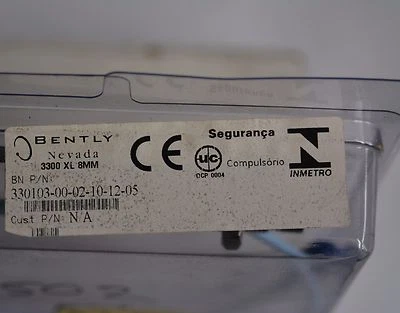 BENTLY
Nevada
3300 XL 8MM
BN P/N:
330103-00-02-10-12-05
Cust P/N: NA
CE
Segurança
UC
OCP 0004
Compulsório
INMETRO